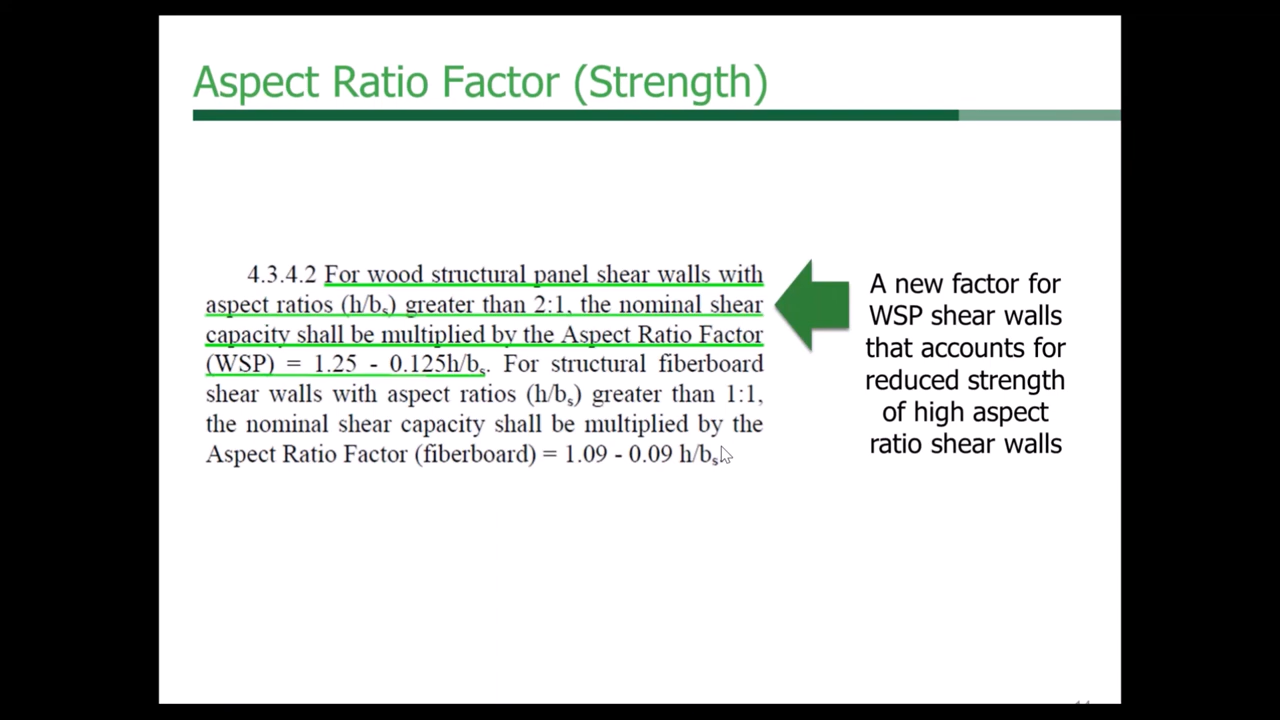 Aspect Ratio Factor (Strength)
4.3.4.2 For wood structural panel shear walls with
aspect ratios (h/bs) greater than 2:1, the nominal shear
capacity shall be multiplied by the Aspect Ratio Factor
(WSP) = 1.25 - 0.125h/bs. For structural fiberboard
shear walls with aspect ratios (h/bs) greater than 1:1,
the nominal shear capacity shall be multiplied by the
Aspect Ratio Factor (fiberboard) = 1.09 - 0.09 h/bs
A new factor for
WSP shear walls
that accounts for
reduced strength
of high aspect
ratio shear walls